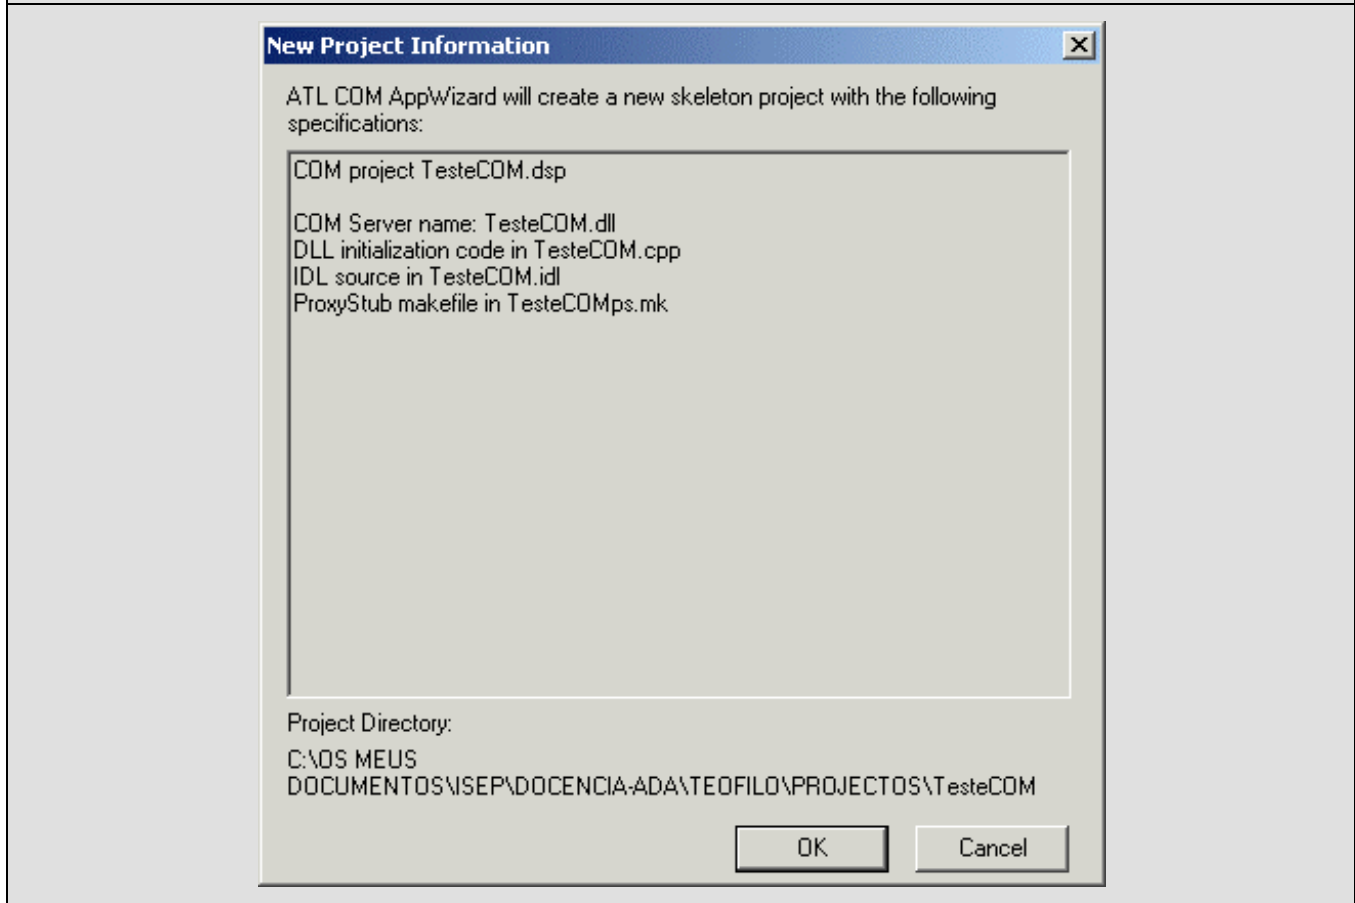 New Project Information
ATL COM AppWizard will create a new skeleton project with the following
specifications:
COM project TesteCOM.dsp
COM Server name: TesteCOM.dll
DLL initialization code in TesteCOM.cpp
IDL source in TesteCOM.idl
ProxyStub makefile in TesteCOMps.mk
Project Directory:
C:\OS MEUS
DOCUMENTOS\ISEP\DOCENCIA-ADA\TEOFILO\PROJECTOS\TesteCOM
OK Cancel